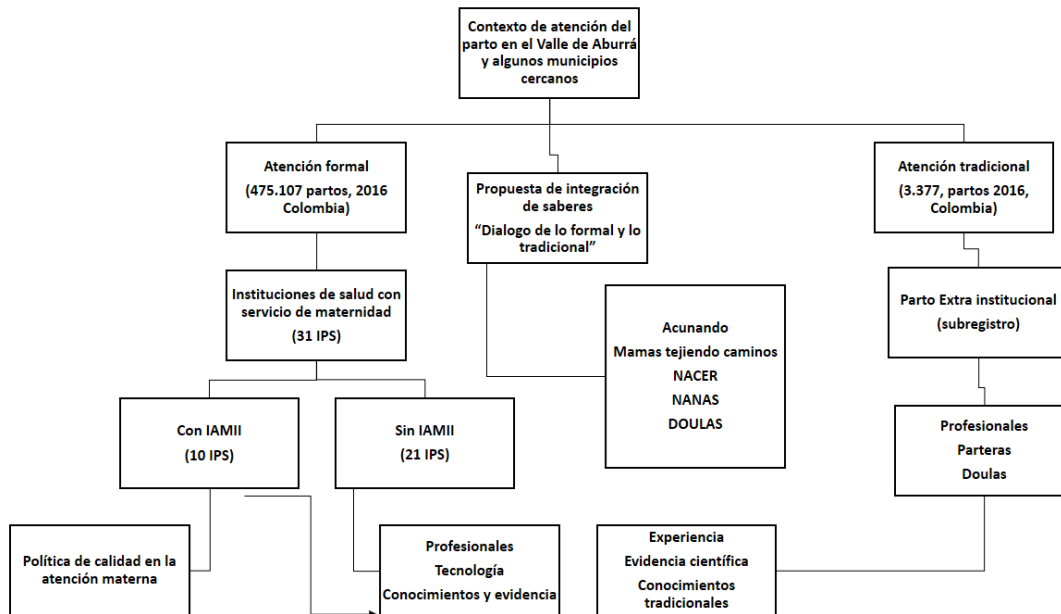 Contexto de atención del
parto en el Valle de Aburrá
y algunos municipios
cercanos
Atención formal
(475.107 partos, 2016
Colombia)
Propuesta de integración
de saberes
“Dialogo de lo formal y lo
tradicional”
Atención tradicional
(3.377, partos 2016,
Colombia)
Instituciones de salud con
servicio de maternidad
(31 IPS)
Acunando
Mamas tejiendo caminos
NACER
NANAS
DOULAS
Parto Extra institucional
(subregistro)
Con IAMII
(10 IPS)
Sin IAMII
(21 IPS)
Profesionales
Parteras
Doulas
Política de calidad en la
atención materna
Profesionales
Tecnología
Conocimientos y evidencia
Experiencia
Evidencia científica
Conocimientos
tradicionales